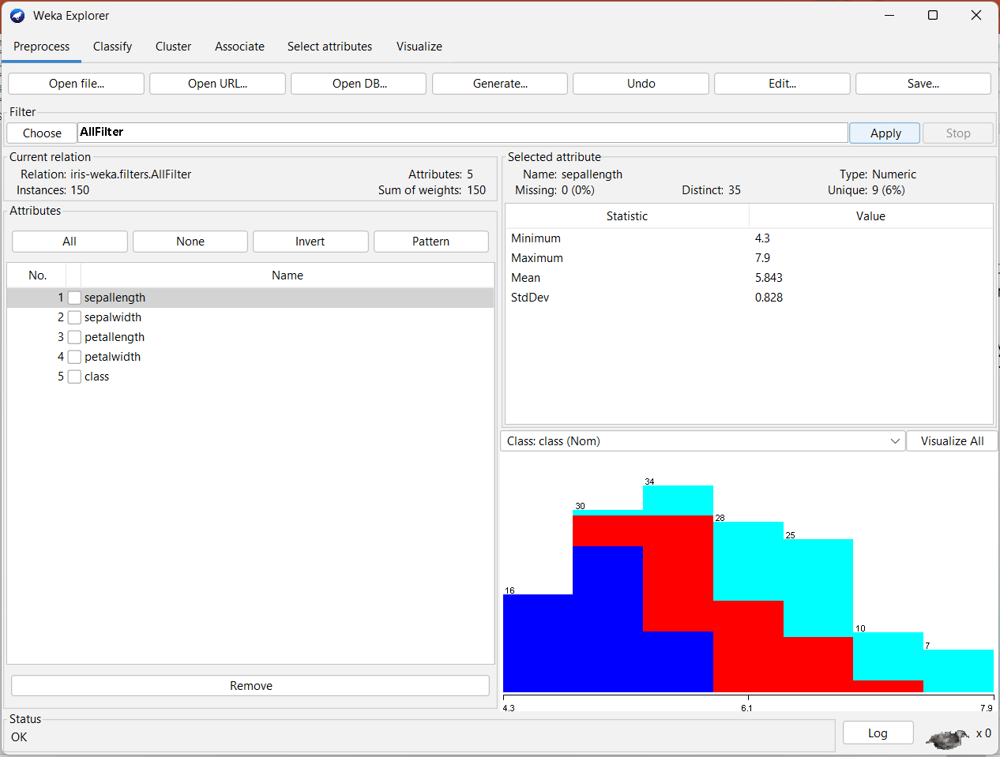 Weka Explorer
Preprocess Classify Cluster Associate Select attributes Visualize
Open file... Open URL... Open DB... Generate... Undo Edit... Save...
Filter
Choose AllFilter Apply Stop
Current relation
Relation: iris-weka.filters.AllFilter Attributes: 5
Instances: 150 Sum of weights: 150
Attributes
All None Invert Pattern
No. Name
1 sepallength
2 sepalwidth
3 petallength
4 petalwidth
5 class
Remove
Selected attribute
Name: sepallength Type: Numeric
Missing: 0 (0%) Distinct: 35 Unique: 9 (6%)
Statistic Value
Minimum 4.3
Maximum 7.9
Mean 5.843
StdDev 0.828
Class: class (Nom) Visualize All
16 30 34 28 25 10 7
4.3 6.1 7.9
Status
OK
Log x 0